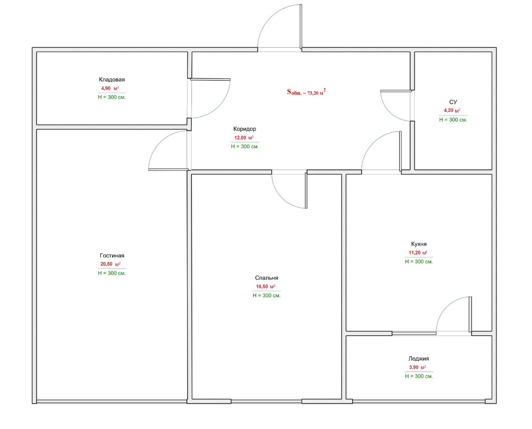 Кладовая
4,90 м²
H = 300 см.
Sобщ. = 73,20 м²
СУ
4,20 м²
H = 300 см.
Коридор
12,00 м²
H = 300 см.
Кухня
11,20 м²
H = 300 см.
Гостиная
20,50 м²
H = 300 см.
Спальня
16,50 м²
H = 300 см.
Лоджия
3,90 м²
H = 300 см.